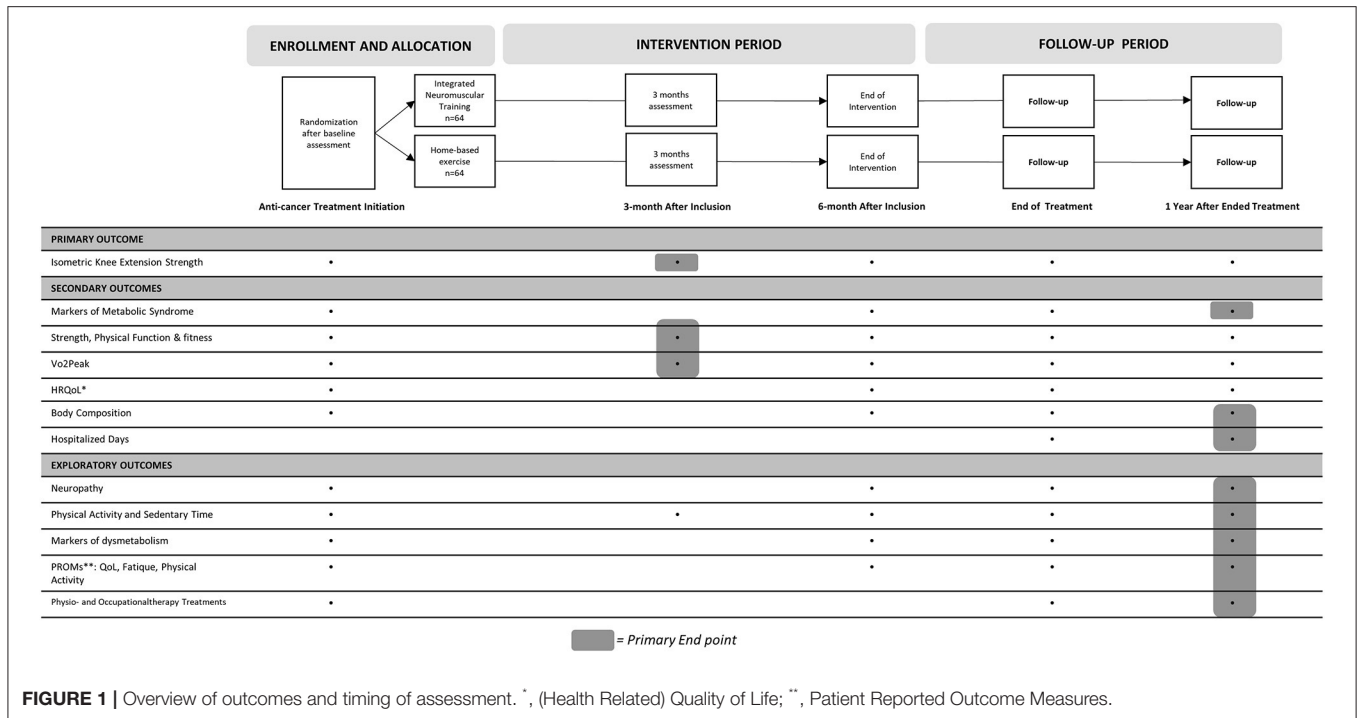 ENROLLMENT AND ALLOCATION
INTERVENTION PERIOD
FOLLOW-UP PERIOD
Randomization
after baseline
assessment
Integrated
Neuromuscular
Training
n=64
3 months
assessment
End of
Intervention
Follow-up
Follow-up
Home-based
exercise
n=64
3 months
assessment
End of
Intervention
Follow-up
Follow-up
Anti-cancer Treatment Initiation
3-month After Inclusion
6-month After Inclusion
End of Treatment
1 Year After Ended Treatment
PRIMARY OUTCOME
Isometric Knee Extension Strength • • • • •
SECONDARY OUTCOMES
Markers of Metabolic Syndrome • • • •
Strength, Physical Function & fitness • • • • •
Vo2Peak • • • • •
HRQoL* • • • •
Body Composition • • • •
Hospitalized Days • •
EXPLORATORY OUTCOMES
Neuropathy • • • •
Physical Activity and Sedentary Time • • • • •
Markers of dysmetabolism • • • •
PROMs**: QoL, Fatique, Physical
Activity • • • •
Physio- and Occupationaltherapy Treatments • • •
= Primary End point
FIGURE 1 | Overview of outcomes and timing of assessment. *, (Health Related) Quality of Life; **, Patient Reported Outcome Measures.